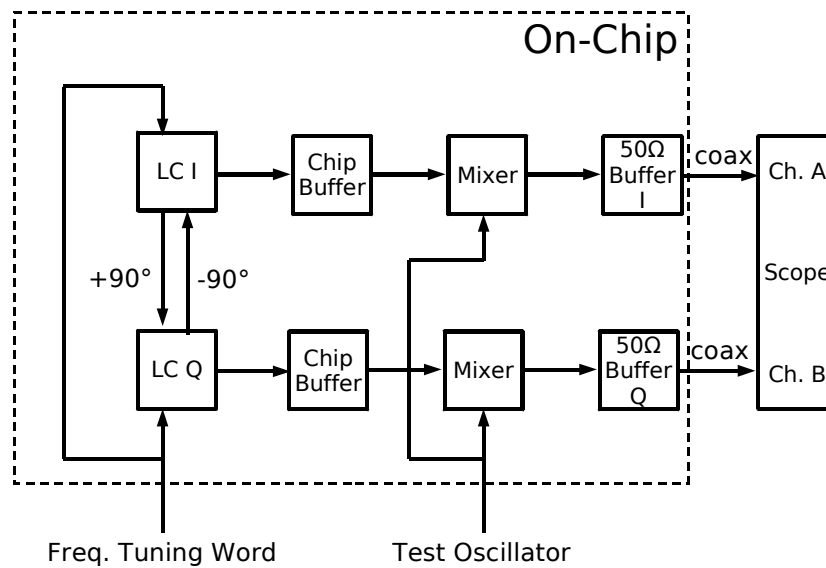 On-Chip
LC I
Chip
Buffer
Mixer
50Ω
Buffer
I
coax
Ch. A
+90°
-90°
Scope
LC Q
Chip
Buffer
Mixer
50Ω
Buffer
Q
coax
Ch. B
Freq. Tuning Word
Test Oscillator